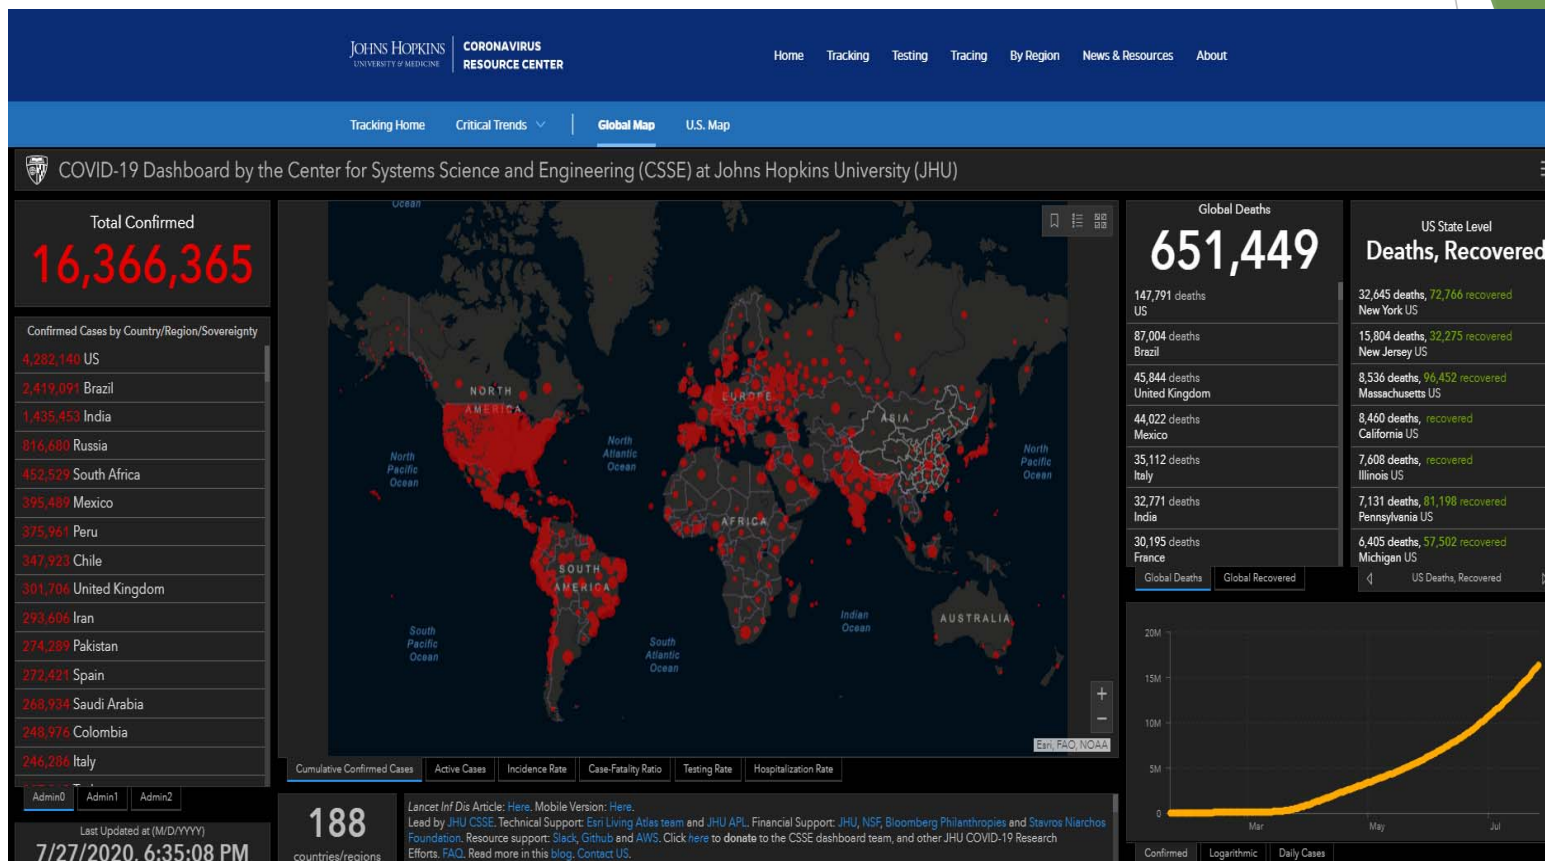 JOHNS HOPKINS
UNIVERSITY & MEDICINE
CORONAVIRUS
RESOURCE CENTER
Home
Tracking
Testing
Tracing
By Region
News & Resources
About
Tracking Home
Critical Trends
Global Map
U.S. Map
COVID-19 Dashboard by the Center for Systems Science and Engineering (CSSE) at Johns Hopkins University (JHU)
Total Confirmed
16,366,365
Confirmed Cases by Country/Region/Sovereignty
4,282,140 US
2,419,091 Brazil
1,435,453 India
816,680 Russia
452,529 South Africa
395,489 Mexico
375,961 Peru
347,923 Chile
301,706 United Kingdom
293,606 Iran
274,289 Pakistan
272,421 Spain
268,934 Saudi Arabia
248,976 Colombia
246,286 Italy
Admin0
Admin1
Admin2
Last Updated at (M/D/YYYY)
7/27/2020, 6:35:08 PM
Ocean
NORTH
AMERICA
EUROPE
ASIA
North
Pacific
Ocean
North
Atlantic
Ocean
North
Pacific
Ocean
AFRICA
SOUTH
AMERICA
Indian
Ocean
AUSTRALIA
South
Pacific
Ocean
South
Atlantic
Ocean
+
−
Esri, FAO, NOAA
Cumulative Confirmed Cases
Active Cases
Incidence Rate
Case-Fatality Ratio
Testing Rate
Hospitalization Rate
188
countries/regions
Lancet Inf Dis Article: Here. Mobile Version: Here.
Lead by JHU CSSE. Technical Support: Esri Living Atlas team and JHU APL. Financial Support: JHU, NSF, Bloomberg Philanthropies and Stavros Niarchos
Foundation. Resource support: Slack, Github and AWS. Click here to donate to the CSSE dashboard team, and other JHU COVID-19 Research
Efforts. FAQ. Read more in this blog. Contact US.
Global Deaths
651,449
147,791 deaths
US
87,004 deaths
Brazil
45,844 deaths
United Kingdom
44,022 deaths
Mexico
35,112 deaths
Italy
32,771 deaths
India
30,195 deaths
France
Global Deaths
Global Recovered
US State Level
Deaths, Recovered
32,645 deaths, 72,766 recovered
New York US
15,804 deaths, 32,275 recovered
New Jersey US
8,536 deaths, 96,452 recovered
Massachusetts US
8,460 deaths, recovered
California US
7,608 deaths, recovered
Illinois US
7,131 deaths, 81,198 recovered
Pennsylvania US
6,405 deaths, 57,502 recovered
Michigan US
US Deaths, Recovered
20M
15M
10M
5M
0
Mar
May
Jul
Confirmed
Logarithmic
Daily Cases